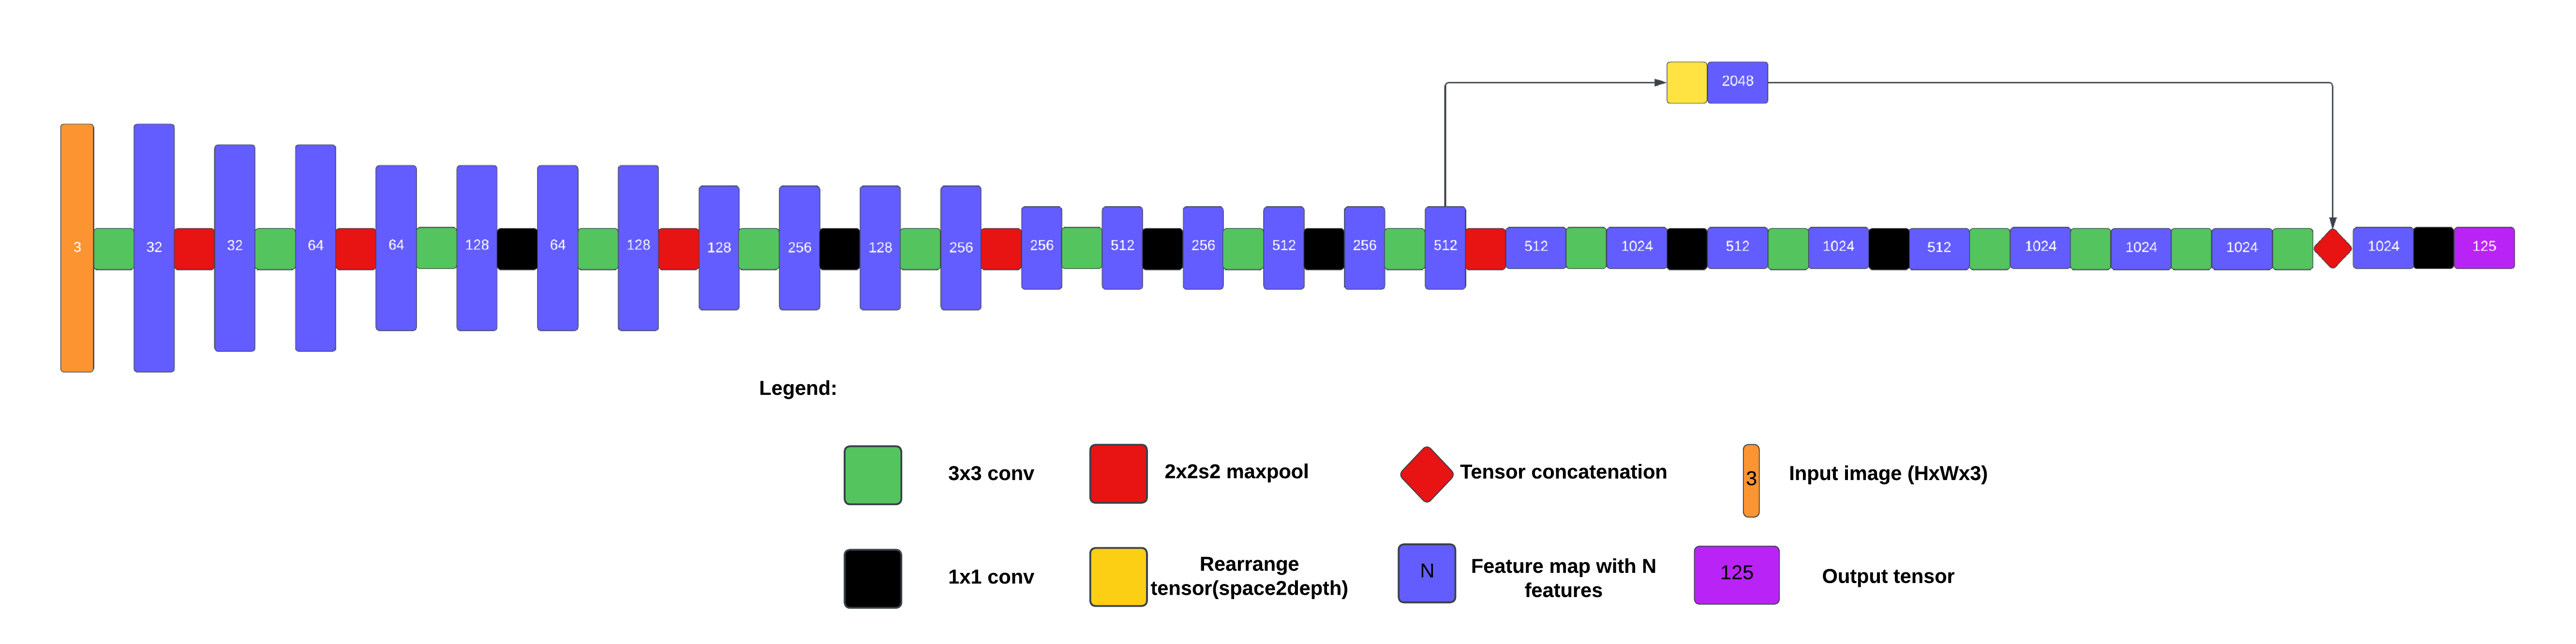 2048
3 32 32 64 64 128 64 128 128 256 128 256 256 512 256 512 256 512 512 1024 512 1024 512 1024 1024 1024 1024 125
Legend:
3x3 conv 2x2s2 maxpool Tensor concatenation 3 Input image (HxWx3)
1x1 conv Rearrange
tensor(space2depth) N Feature map with N
features 125 Output tensor